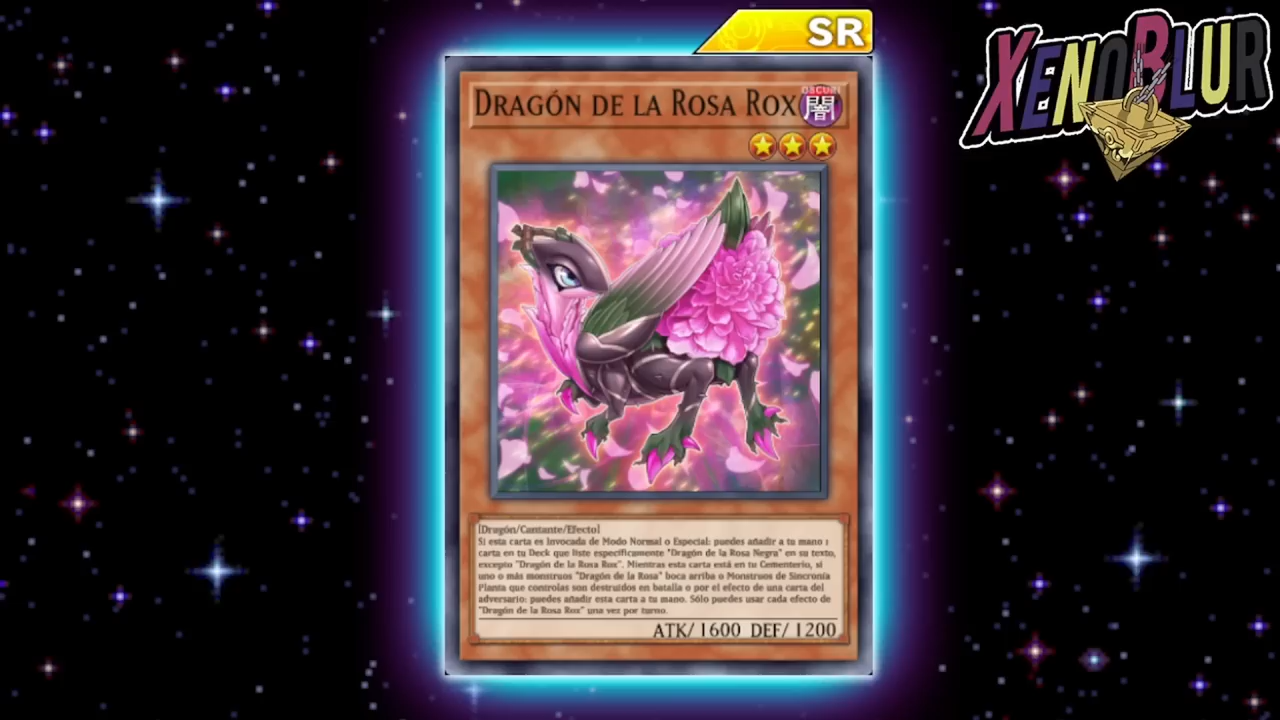 SR
XENOBLUR
DRAGÓN DE LA ROSA ROX
OSCURI
闇
[Dragón/Cantante/Efecto]
Si esta carta es Invocada de Modo Normal o Especial: puedes añadir a tu mano 1
carta en tu Deck que liste específicamente "Dragón de la Rosa Negra" en su texto,
excepto "Dragón de la Rosa Rox". Mientras esta carta está en tu Cementerio, si
uno o más monstruos "Dragón de la Rosa" boca arriba o Monstruos de Sincronía
Planta que controlas son destruidos en batalla o por el efecto de una carta del
adversario: puedes añadir esta carta a tu mano. Sólo puedes usar cada efecto de
"Dragón de la Rosa Rox" una vez por turno.
ATK/ 1600 DEF/ 1200